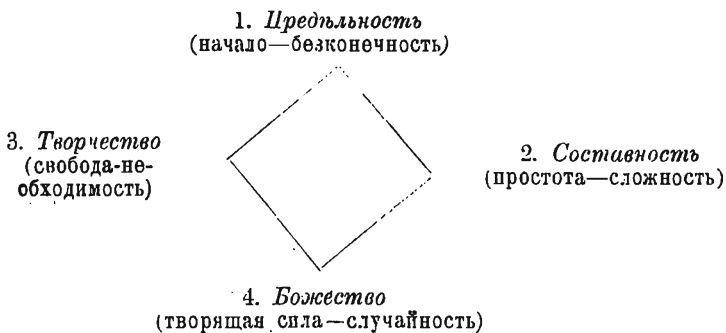 1. Предѣльность
(начало—безконечность)
3. Творчество
(свобода-не-
обходимость)
2. Составность
(простота—сложность)
4. Божество
(творящая сила—случайность)